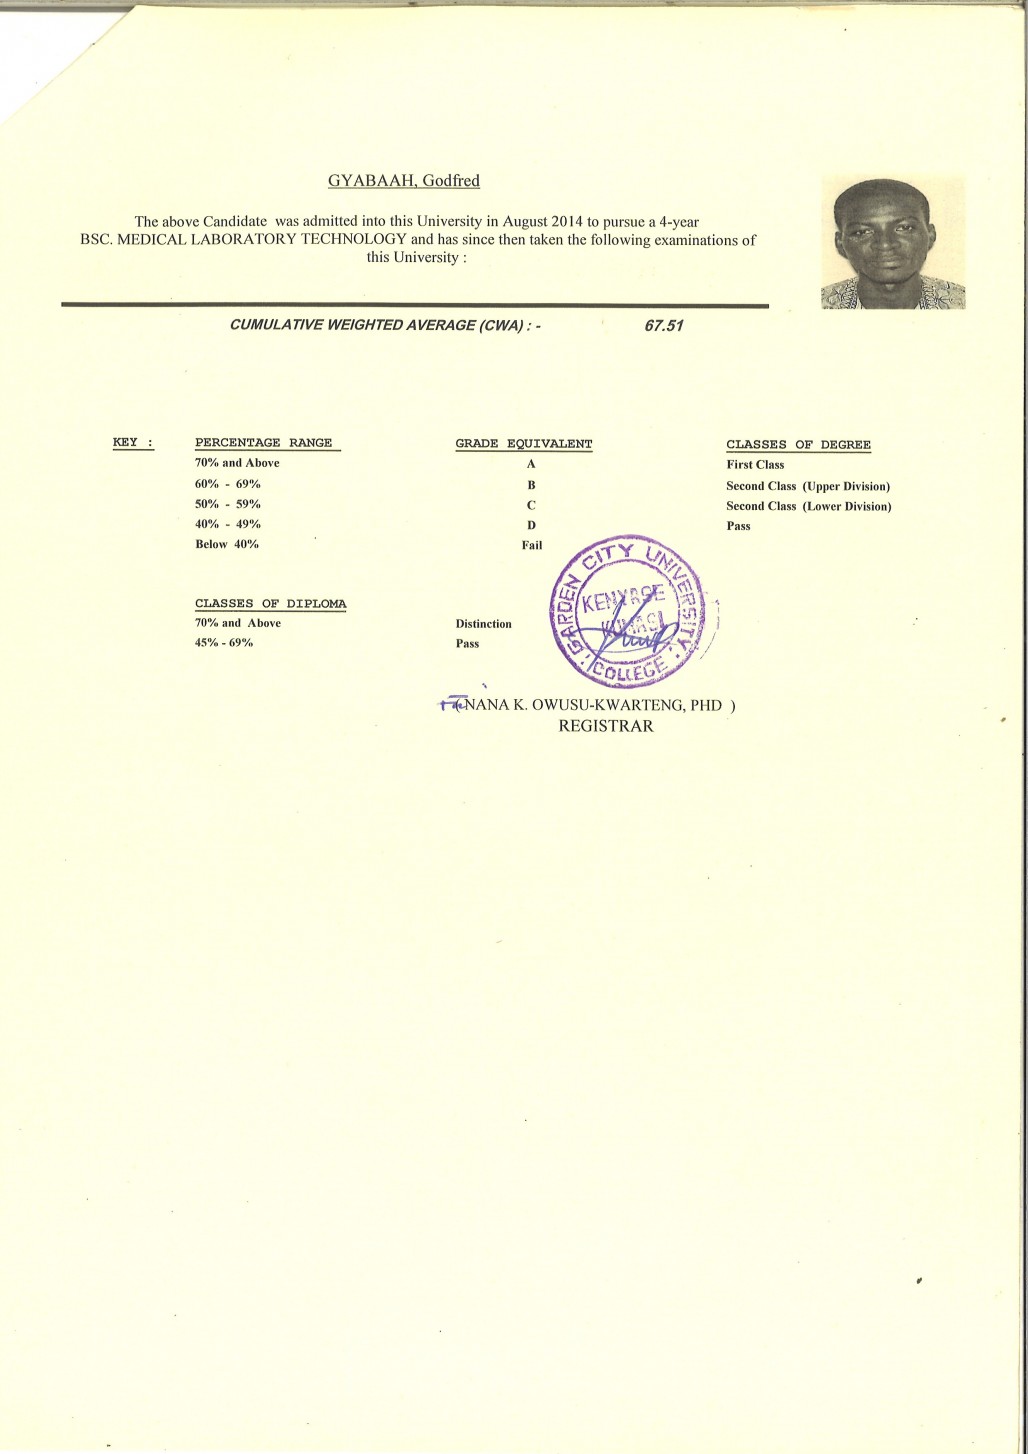 GYABAAH, Godfred
The above Candidate was admitted into this University in August 2014 to pursue a 4-year
BSC. MEDICAL LABORATORY TECHNOLOGY and has since then taken the following examinations of
this University :
CUMULATIVE WEIGHTED AVERAGE (CWA) : - 67.51
KEY : PERCENTAGE RANGE GRADE EQUIVALENT CLASSES OF DEGREE
70% and Above A First Class
60% - 69% B Second Class (Upper Division)
50% - 59% C Second Class (Lower Division)
40% - 49% D Pass
Below 40% Fail
GARDEN CITY UNIVERSITY
COLLEGE
KENYASE
KUMASI
CLASSES OF DIPLOMA
70% and Above Distinction
45% - 69% Pass
( NANA K. OWUSU-KWARTENG, PHD )
REGISTRAR